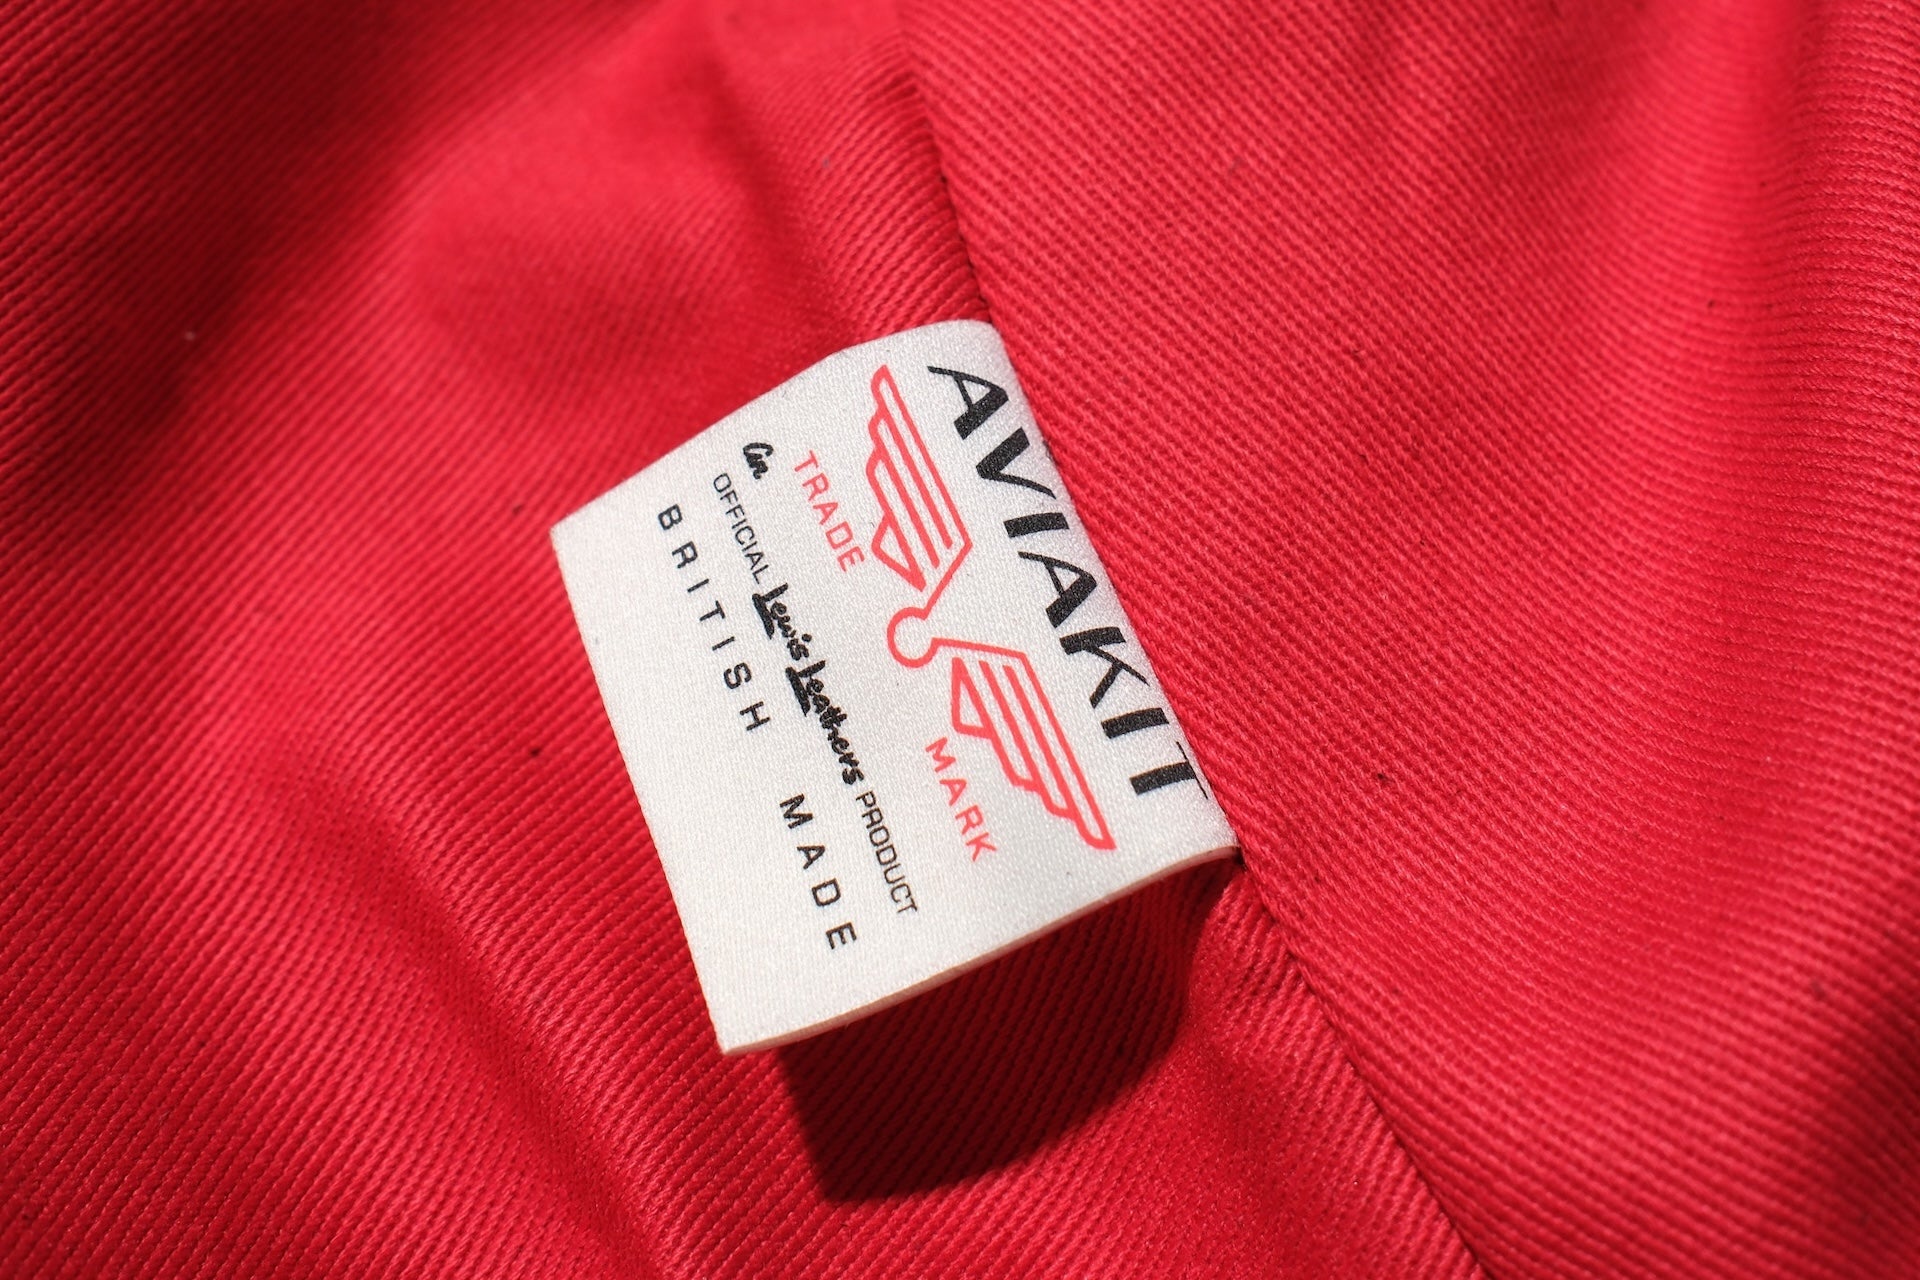 AVIAKIT
TRADE MARK
An
OFFICIAL Lewis Leathers PRODUCT
BRITISH MADE